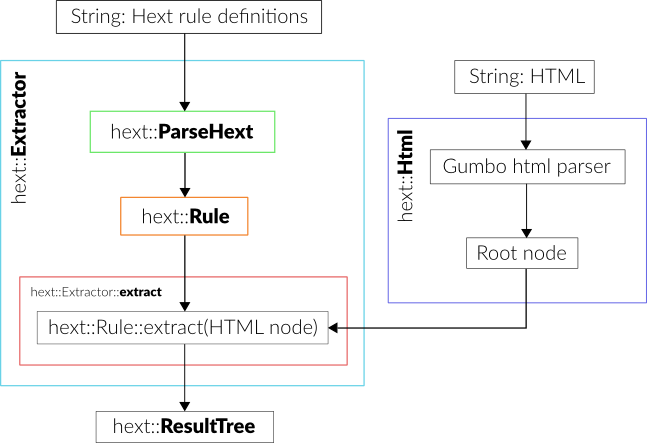 String: Hext rule definitions
hext::Extractor
hext::ParseHext
hext::Rule
hext::Extractor::extract
hext::Rule::extract(HTML node)
hext::ResultTree
String: HTML
hext::Html
Gumbo html parser
Root node